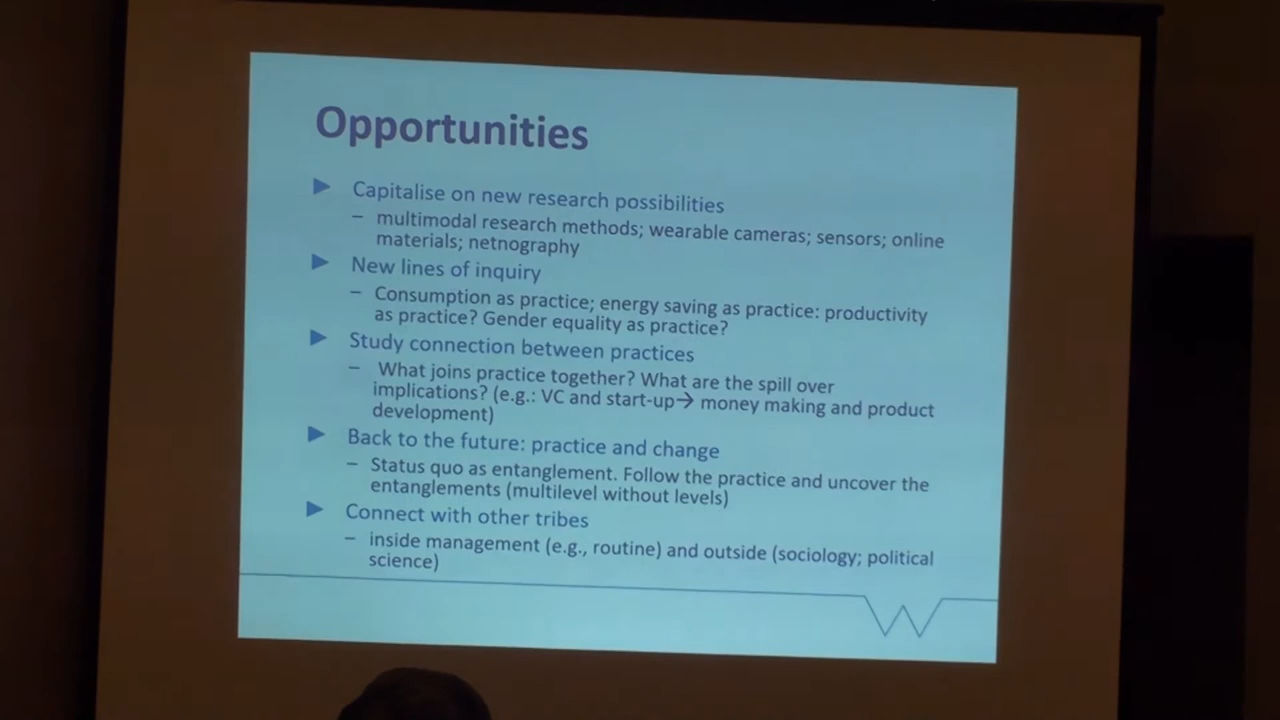 Opportunities
Capitalise on new research possibilities
– multimodal research methods; wearable cameras; sensors; online
materials; netnography
New lines of inquiry
– Consumption as practice; energy saving as practice: productivity
as practice? Gender equality as practice?
Study connection between practices
– What joins practice together? What are the spill over
implications? (e.g.: VC and start-up→ money making and product
development)
Back to the future: practice and change
– Status quo as entanglement. Follow the practice and uncover the
entanglements (multilevel without levels)
Connect with other tribes
– inside management (e.g., routine) and outside (sociology; political
science)